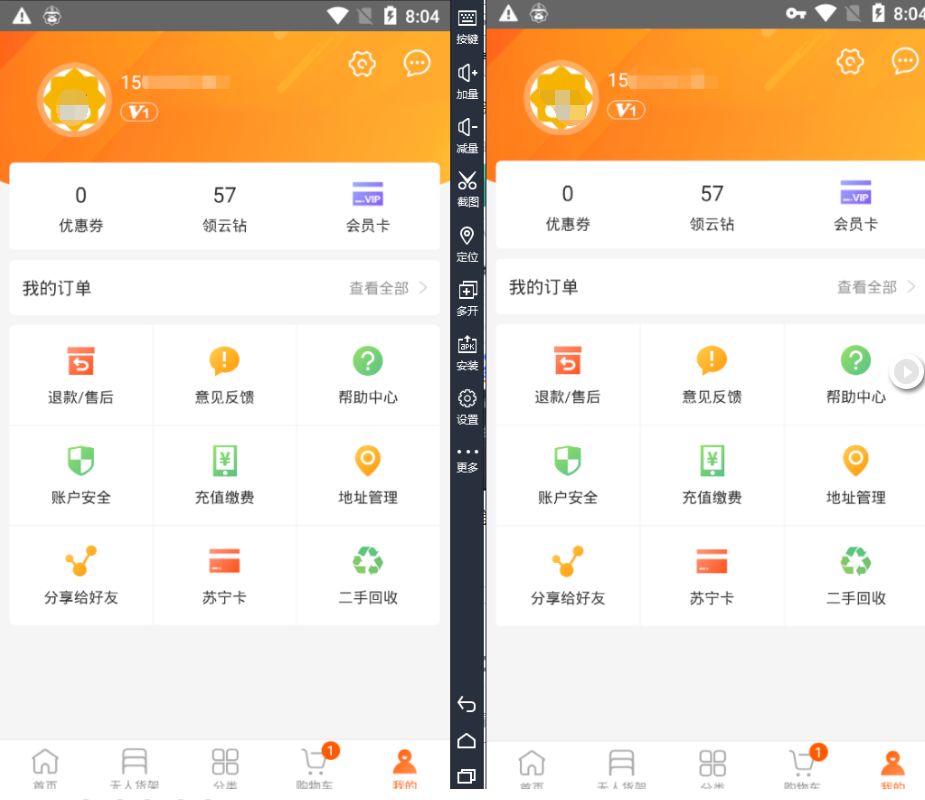 8:04
15
V1
0
57
VIP
优惠券
领云钻
会员卡
我的订单
查看全部
退款/售后
意见反馈
帮助中心
账户安全
充值缴费
地址管理
分享给好友
苏宁卡
二手回收
1
首页
无人货架
分类
购物车
我的
按键
加量
减量
截图
定位
多开
APK
安装
设置
更多
8:04
15
V1
0
57
VIP
优惠券
领云钻
会员卡
我的订单
查看全部
退款/售后
意见反馈
帮助中心
账户安全
充值缴费
地址管理
分享给好友
苏宁卡
二手回收
1
首页
无人货架
分类
购物车
我的